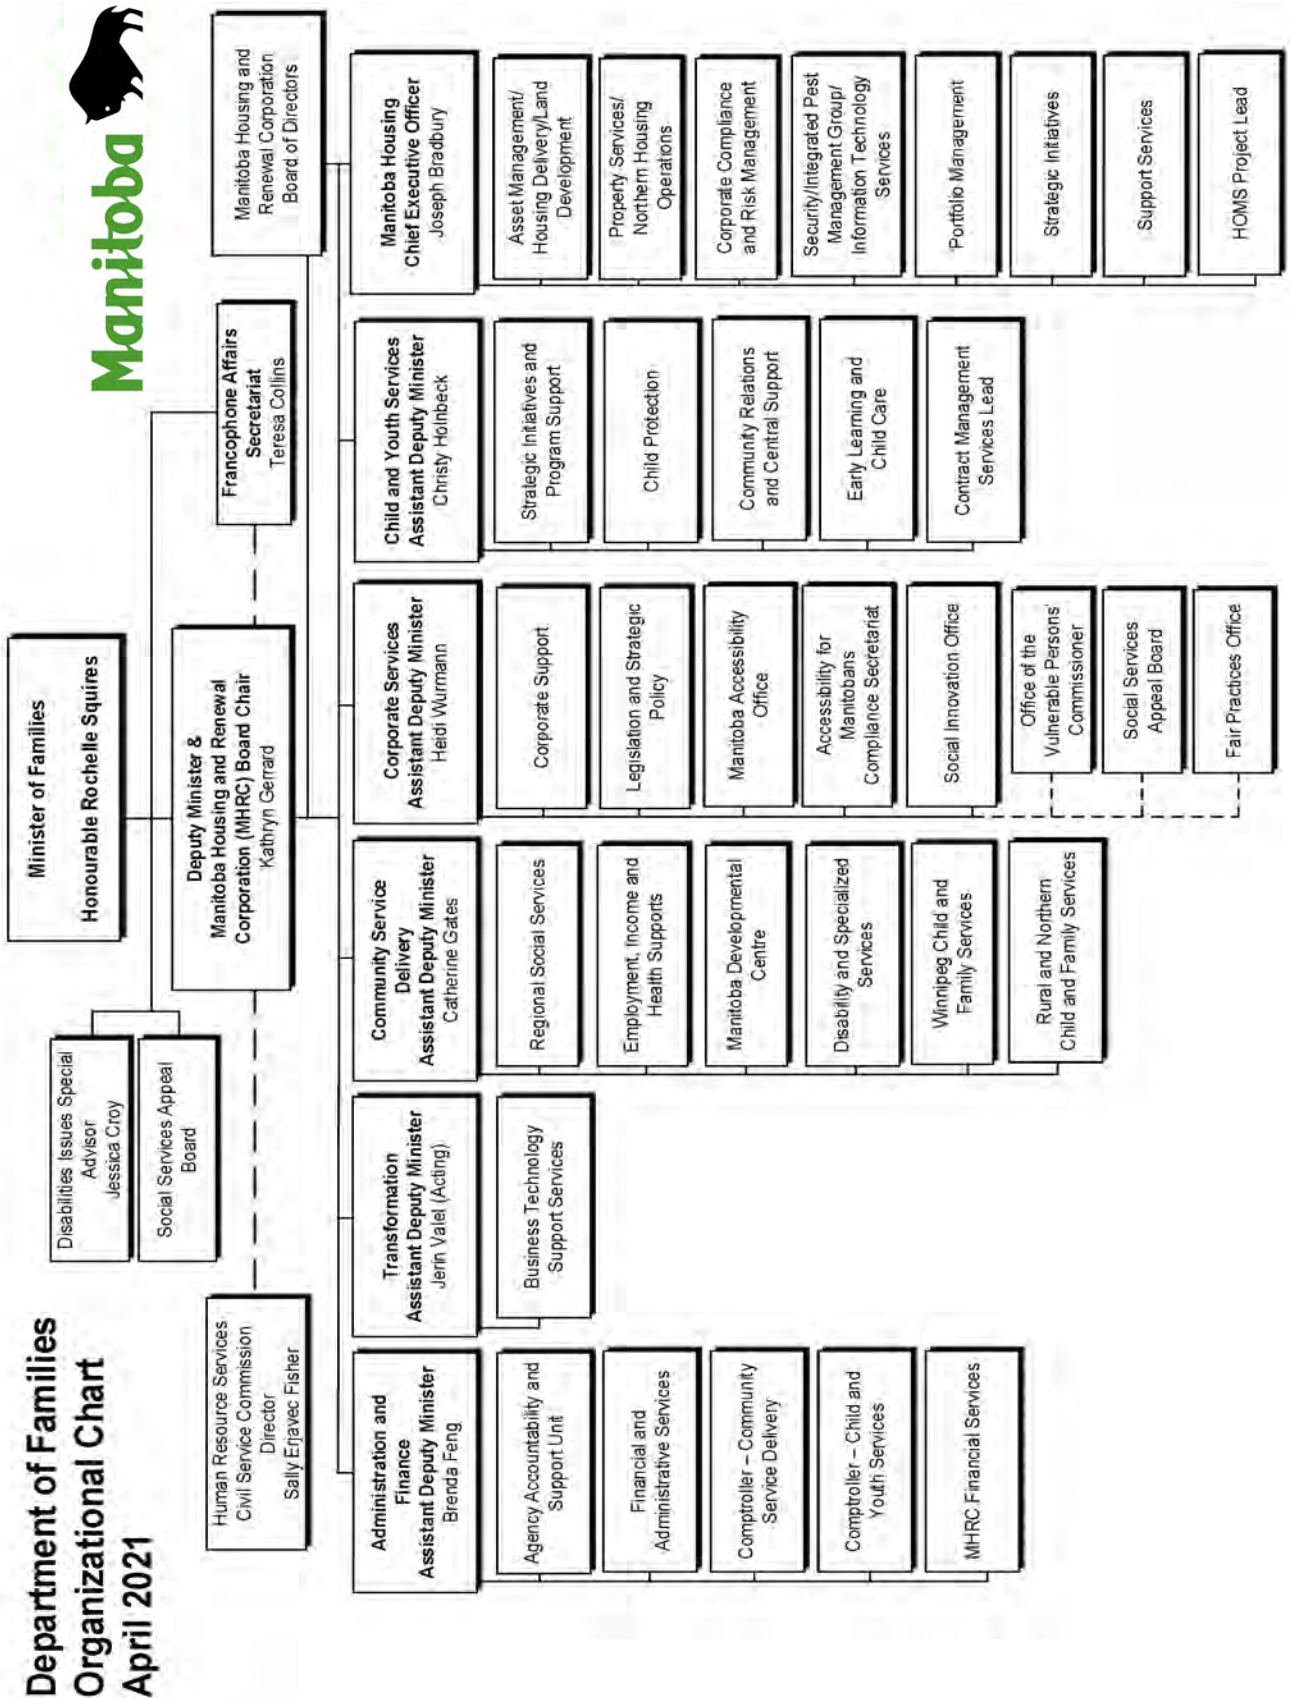 Department of Families
Organizational Chart
April 2021
Manitoba
Minister of Families
Honourable Rochelle Squires
Disabilities Issues Special
Advisor
Jessica Croy
Social Services Appeal
Board
Deputy Minister &
Manitoba Housing and Renewal
Corporation (MHRC) Board Chair
Kathryn Gerrard
Human Resource Services
Civil Service Commission
Director
Sally Erjavec Fisher
Francophone Affairs
Secretariat
Teresa Collins
Manitoba Housing and
Renewal Corporation
Board of Directors
Administration and
Finance
Assistant Deputy Minister
Brenda Feng
Agency Accountability and
Support Unit
Financial and
Administrative Services
Comptroller – Community
Service Delivery
Comptroller – Child and
Youth Services
MHRC Financial Services
Transformation
Assistant Deputy Minister
Jerin Valel (Acting)
Business Technology
Support Services
Community Service
Delivery
Assistant Deputy Minister
Catherine Gates
Regional Social Services
Employment, Income and
Health Supports
Manitoba Developmental
Centre
Disability and Specialized
Services
Winnipeg Child and
Family Services
Rural and Northern
Child and Family Services
Corporate Services
Assistant Deputy Minister
Heidi Wurmann
Corporate Support
Legislation and Strategic
Policy
Manitoba Accessibility
Office
Accessibility for
Manitobans
Compliance Secretariat
Social Innovation Office
Office of the
Vulnerable Persons'
Commissioner
Social Services
Appeal Board
Fair Practices Office
Child and Youth Services
Assistant Deputy Minister
Christy Holnbeck
Strategic Initiatives and
Program Support
Child Protection
Community Relations
and Central Support
Early Learning and
Child Care
Contract Management
Services Lead
Manitoba Housing
Chief Executive Officer
Joseph Bradbury
Asset Management/
Housing Delivery/Land
Development
Property Services/
Northern Housing
Operations
Corporate Compliance
and Risk Management
Security/Integrated Pest
Management Group/
Information Technology
Services
Portfolio Management
Strategic Initiatives
Support Services
HOMS Project Lead